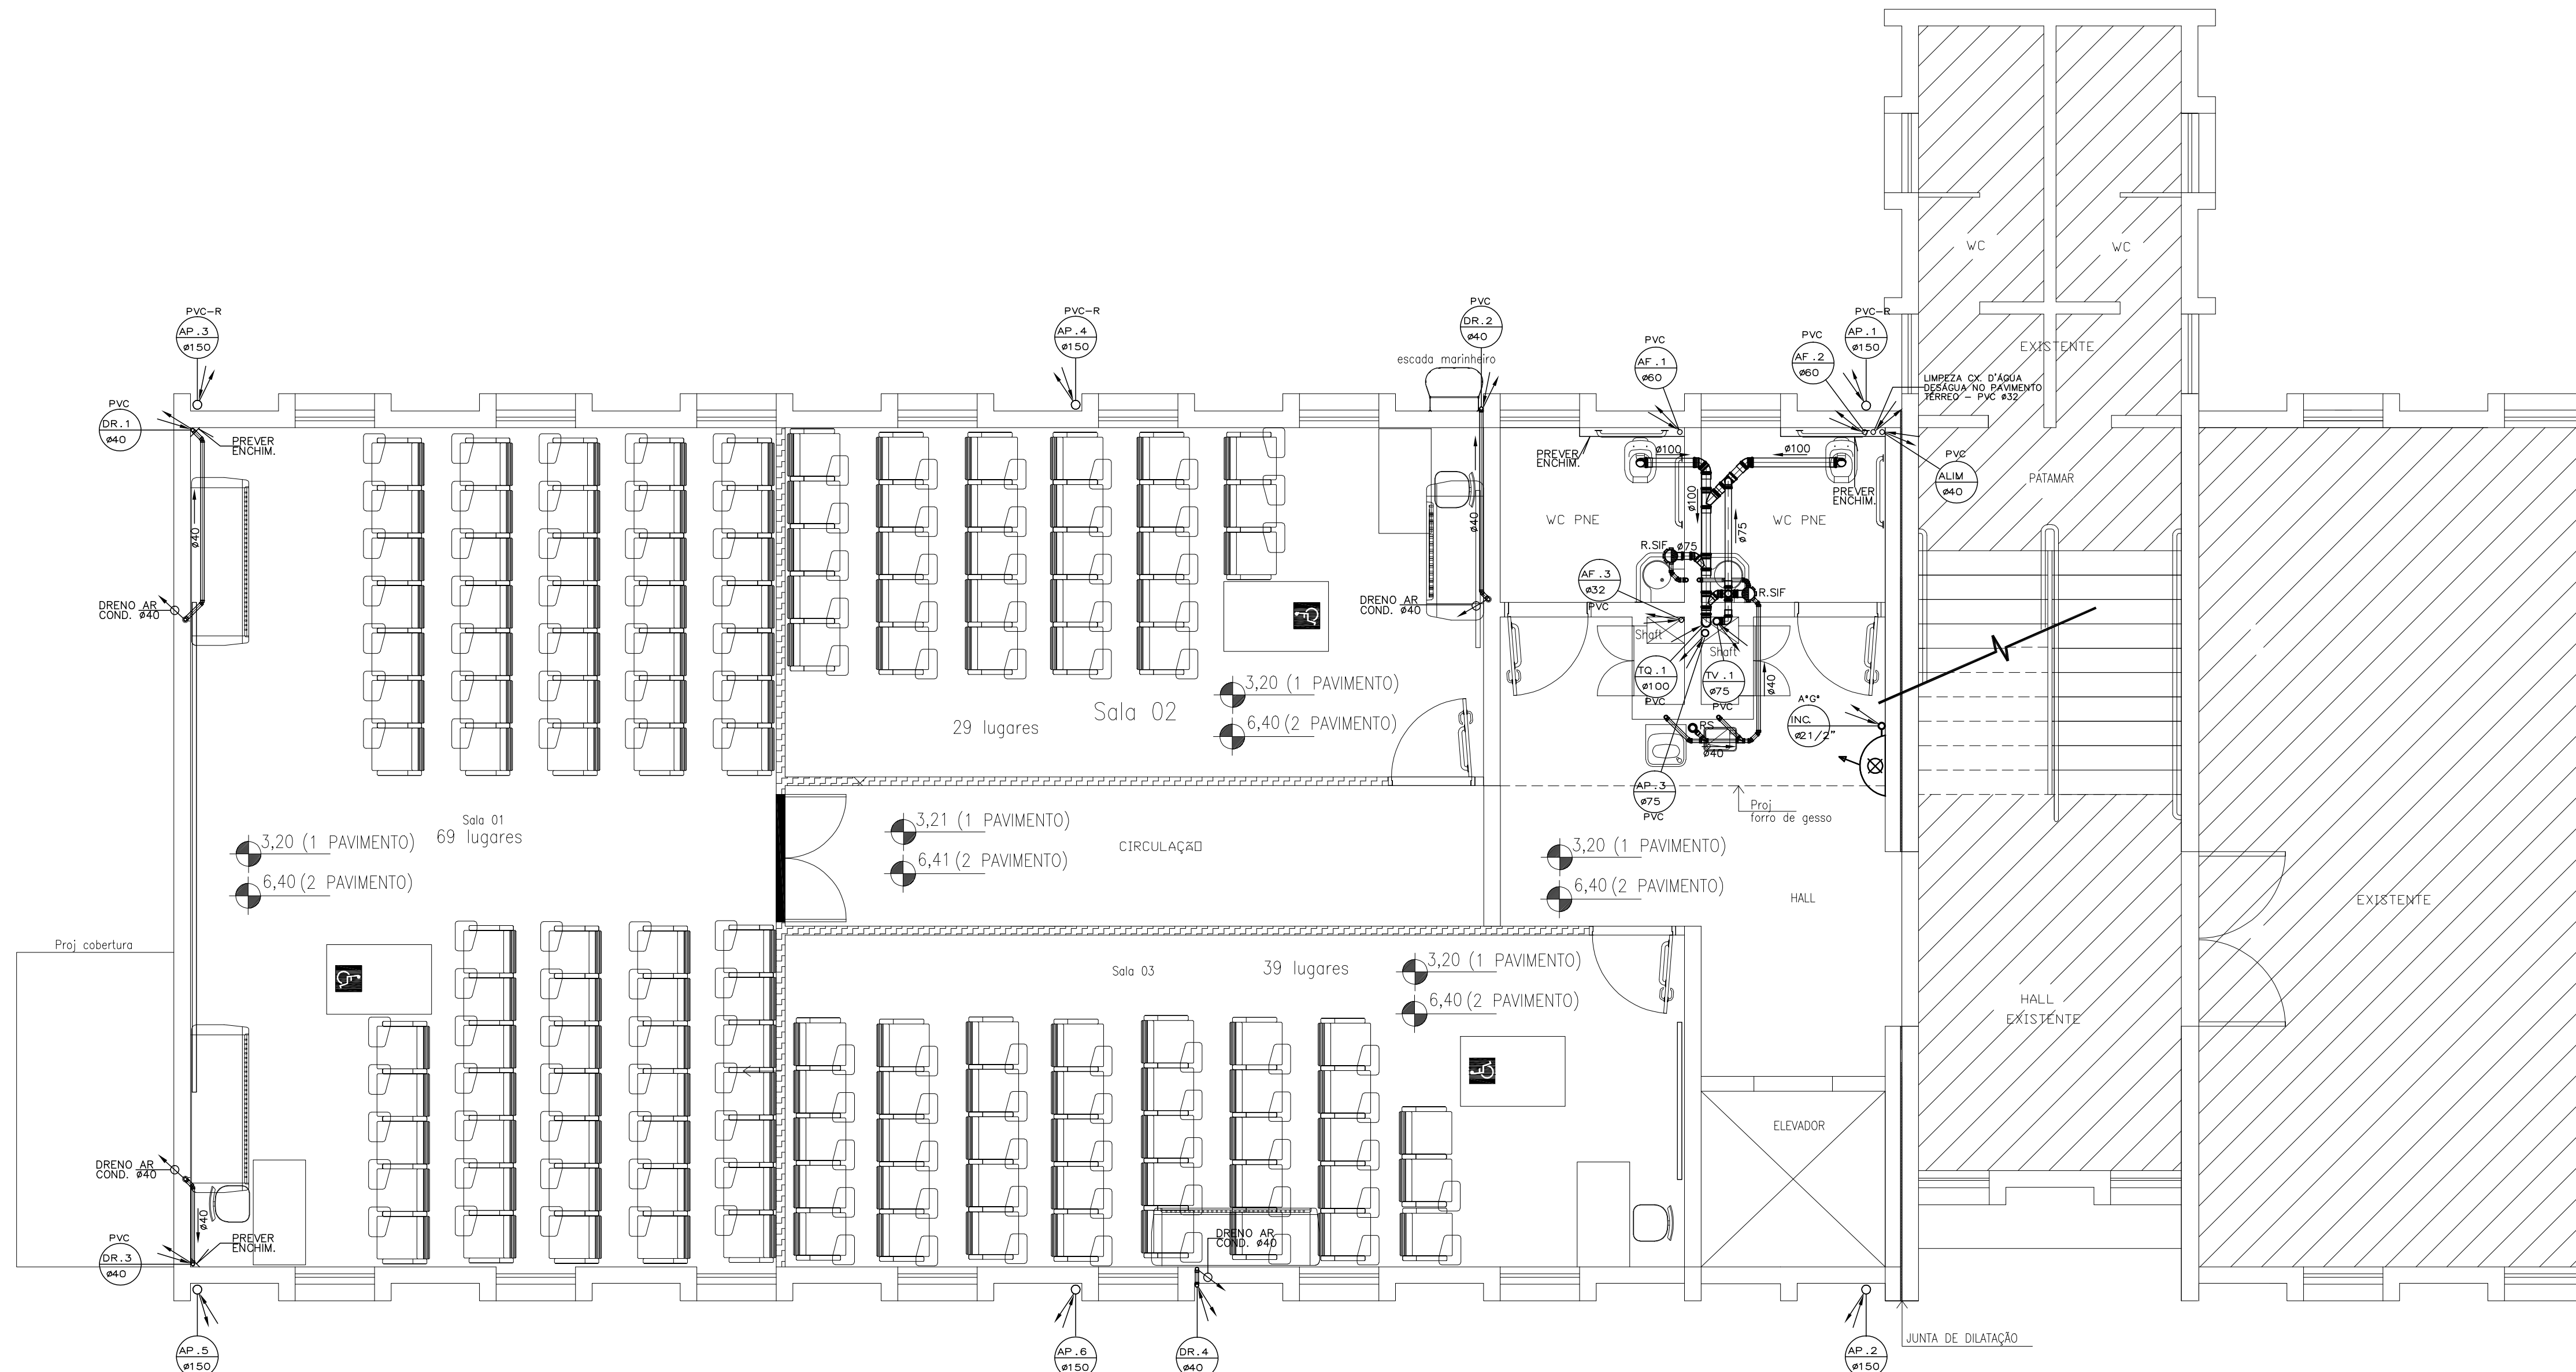 WC
WC
EXISTENTE
PVC-R
AP.3
ø150
PVC-R
AP.4
ø150
PVC
DR.2
ø40
escada marinheiro
PVC
AF.1
ø60
PVC
AF.2
ø60
PVC-R
AP.1
ø150
LIMPEZA CX. D'ÁGUA
DESÁGUA NO PAVIMENTO
TÉRREO - PVC ø32
PVC
DR.1
ø40
PREVER
ENCHIM.
PREVER
ENCHIM.
ø100
ø100
PREVER
ENCHIM.
PVC
ALIM
ø40
PATAMAR
ø40
ø40
WC PNE
ø100
ø75
WC PNE
R.SIF
ø75
R.SIF
AF.3
ø32
PVC
DRENO AR
COND. ø40
DRENO AR
COND. ø40
Shaft
Shaft
TQ.1
ø100
PVC
TV.1
ø75
PVC
ø40
A°G°
INC.
ø21/2"
RS
ø40
AP.3
ø75
PVC
Proj
forro de gesso
3,20 (1 PAVIMENTO)
6,40 (2 PAVIMENTO)
Sala 02
29 lugares
Sala 01
69 lugares
3,20 (1 PAVIMENTO)
6,40 (2 PAVIMENTO)
3,21 (1 PAVIMENTO)
6,41 (2 PAVIMENTO)
CIRCULAÇÃO
3,20 (1 PAVIMENTO)
6,40 (2 PAVIMENTO)
HALL
EXISTENTE
Proj cobertura
Sala 03
39 lugares
3,20 (1 PAVIMENTO)
6,40 (2 PAVIMENTO)
HALL
EXISTENTE
ELEVADOR
DRENO AR
COND. ø40
ø40
PREVER
ENCHIM.
DRENO AR
COND. ø40
PVC
DR.3
ø40
AP.5
ø150
AP.6
ø150
DR.4
ø40
AP.2
ø150
JUNTA DE DILATAÇÃO